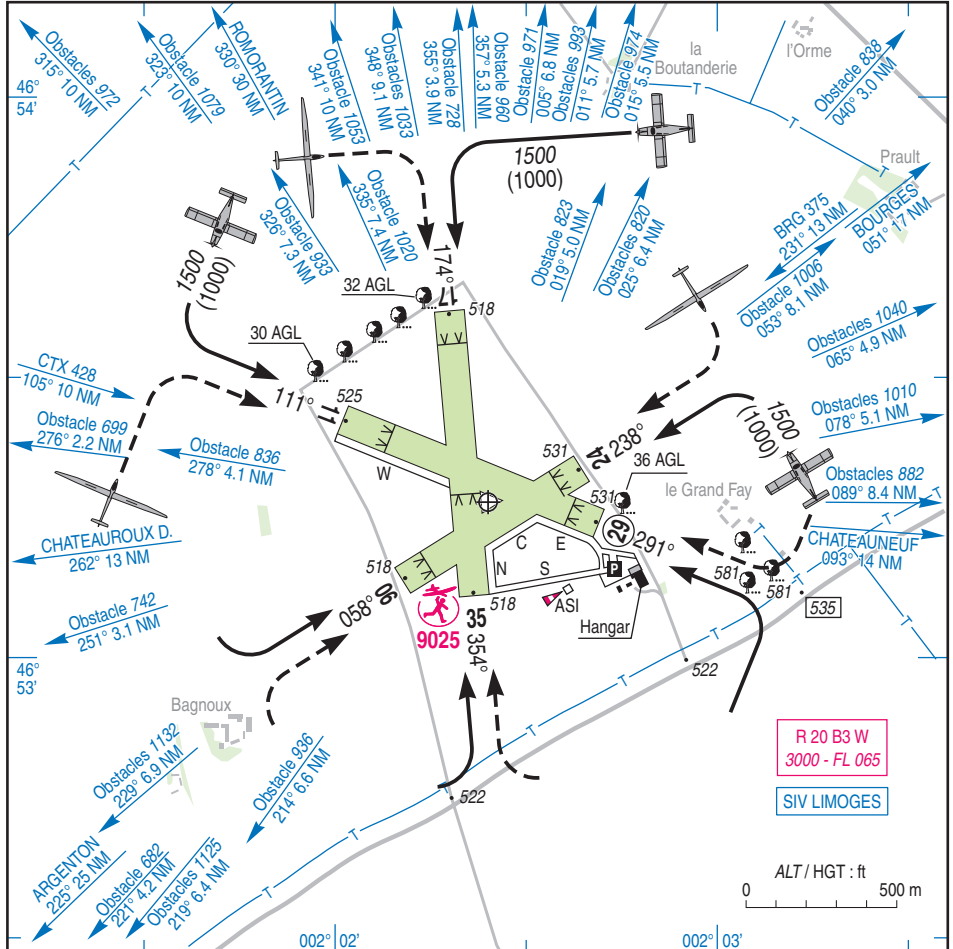 Obstacles 972
315° 10 NM
Obstacles 1079
323° 10 NM
ROMORANTIN
330° 30 NM
Obstacles 1053
341° 10 NM
Obstacles 1033
348° 9.1 NM
Obstacle 728
355° 3.9 NM
Obstacle 960
357° 5.3 NM
Obstacle 971
005° 6.8 NM
Obstacles 993
011° 5.7 NM
Obstacle 974
015° 5.5 NM
la
Boutanderie
l'Orme
Obstacle 838
040° 3.0 NM
46°
54'
T
T
T
1500
(1000)
Prault
Obstacle 933
326° 7.3 NM
Obstacle 1020
335° 7.4 NM
Obstacle 823
019° 5.0 NM
Obstacles 820
025° 6.4 NM
BRG 375
231° 13 NM
BOURGES
051° 17 NM
Obstacle 1006
053° 8.1 NM
1500
(1000)
174°
17
32 AGL
518
30 AGL
Obstacles 1040
065° 4.9 NM
CTX 428
105° 10 NM
111°
11
525
Obstacle 699
276° 2.2 NM
Obstacle 836
278° 4.1 NM
W
1500
(1000)
Obstacles 1010
078° 5.1 NM
238°
24
531
36 AGL
531
le Grand Fay
Obstacles 882
089° 8.4 NM
29
291°
C
E
N
S
P
CHATEAUROUX D.
262° 13 NM
CHATEAUNEUF
093° 14 NM
T
T
581
581
535
518
06
058°
9025
35
354°
518
ASI
Hangar
Obstacle 742
251° 3.1 NM
46°
53'
522
T
Bagnoux
Obstacles 1132
229° 6.9 NM
Obstacle 936
214° 6.6 NM
T
522
R 20 B3 W
3000 - FL 065
SIV LIMOGES
T
ARGENTON
225° 25 NM
Obstacle 682
221° 4.2 NM
Obstacles 1125
219° 6.4 NM
T
ALT / HGT : ft
0
500 m
002° 02'
002° 03'